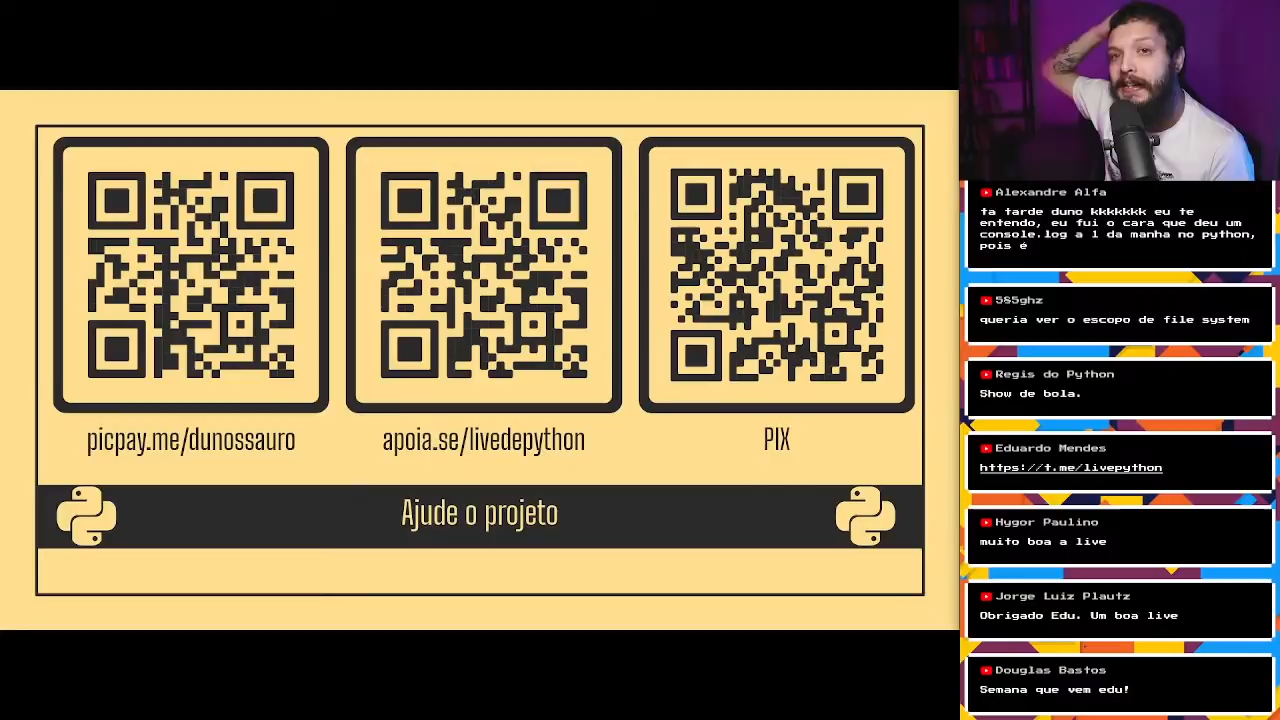 picpay.me/dunossauro
apoia.se/livedepython
PIX
Ajude o projeto
Alexandre Alfa
ta tarde duno kkkkkkk eu te
entendo, eu fui o cara que deu um
console.log a 1 da manha no python,
pois é
585ghz
queria ver o escopo de file system
Regis do Python
Show de bola.
Eduardo Mendes
https://t.me/livepython
Hygor Paulino
muito boa a live
Jorge Luiz Plautz
Obrigado Edu. Um boa live
Douglas Bastos
Semana que vem edu!